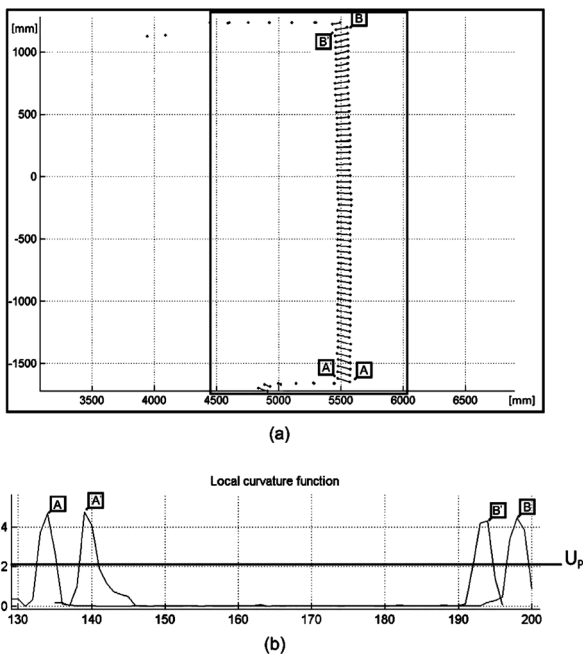 [mm]
B
B'
1000
500
0
-500
-1000
-1500
A'
A
3500 4000 4500 5000 5500 6000 6500 [mm]
(a)
Local curvature function
A
A'
B'
B
4
2
0
Up
130 140 150 160 170 180 190 200
(b)